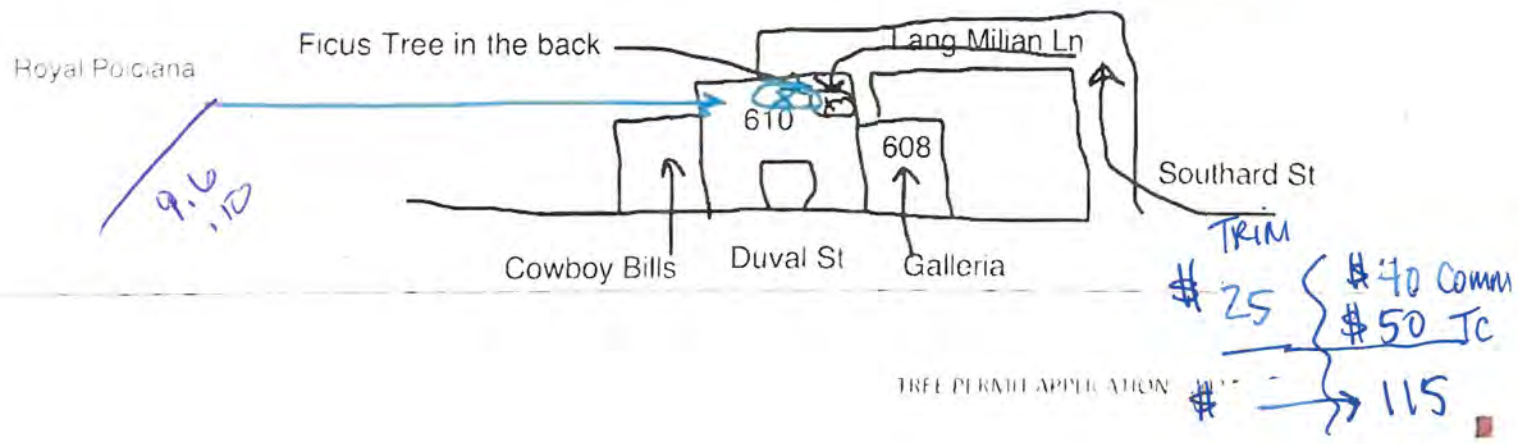 Ficus Tree in the back
Lang Milian Ln
Royal Poiciana
610
608
Southard St
9.6
.10
Cowboy Bills
Duval St
Galleria
TRIM
$ 25
$ 40 Comm
$ 50 TC
TREE PERMIT APPLICATION
$ 115